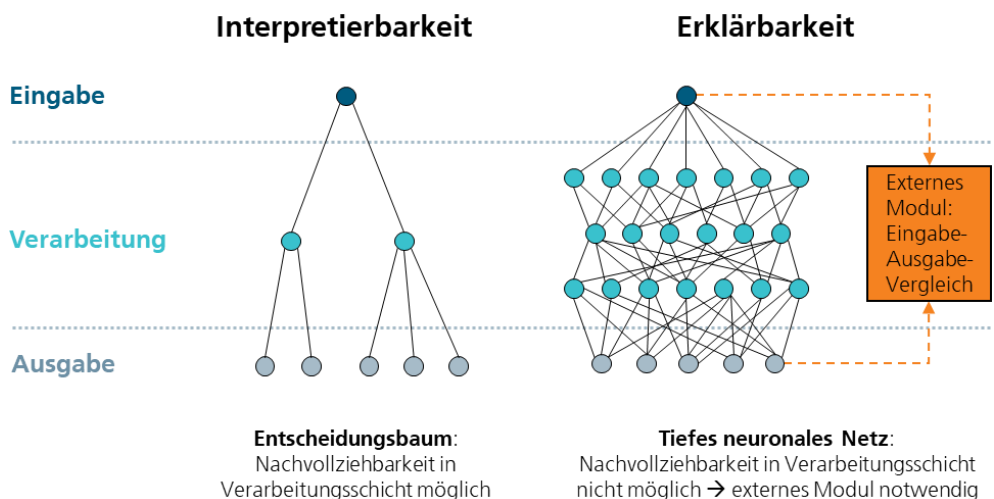 Interpretierbarkeit
Erklärbarkeit
Eingabe
Verarbeitung
Ausgabe
Externes
Modul:
Eingabe-
Ausgabe-
Vergleich
Entscheidungsbaum:
Nachvollziehbarkeit in
Verarbeitungsschicht möglich
Tiefes neuronales Netz:
Nachvollziehbarkeit in Verarbeitungsschicht
nicht möglich → externes Modul notwendig